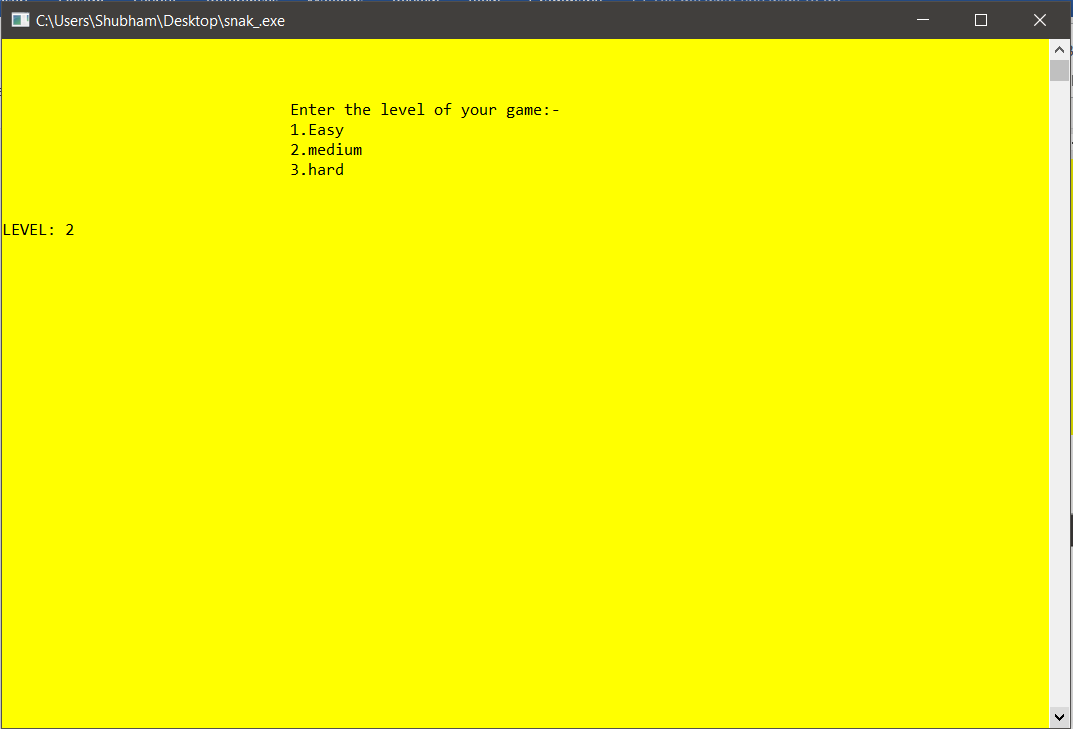 C:\Users\Shubham\Desktop\snak_.exe
Enter the level of your game:-
1.Easy
2.medium
3.hard
LEVEL: 2